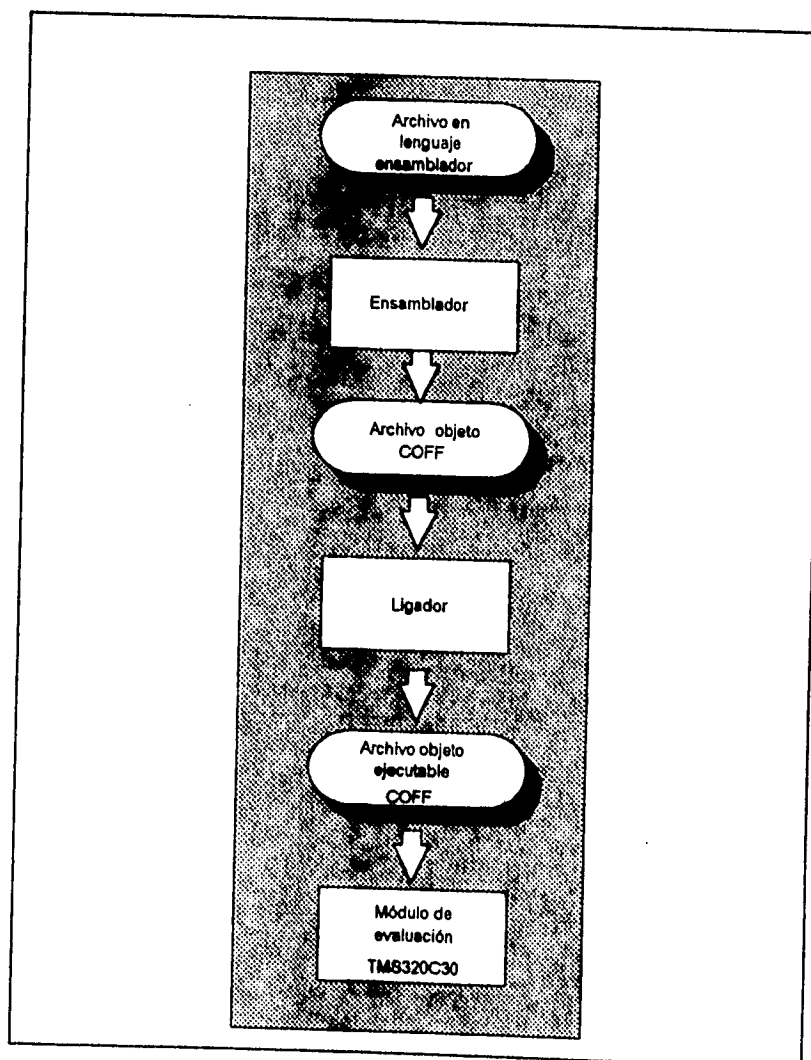 Archivo en
lenguaje
ensamblador
Ensamblador
Archivo objeto
COFF
Ligador
Archivo objeto
ejecutable
COFF
Módulo de
evaluación
TMS320C30